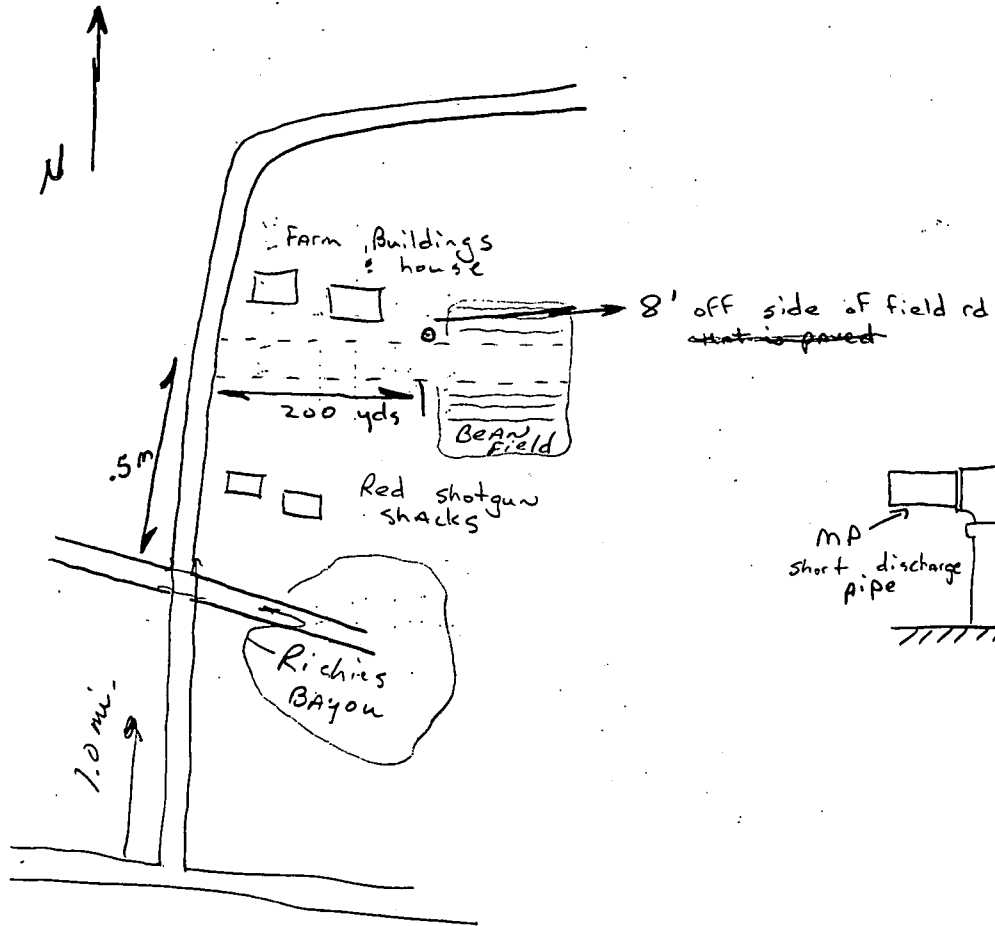 N
FARM Buildings
& house
8' off side of field rd
that is paved
200 yds
BEAN
Field
.5 m
Red shotgun
shacks
MP
short discharge
pipe
Richies
BAYOU
1.0 mi.